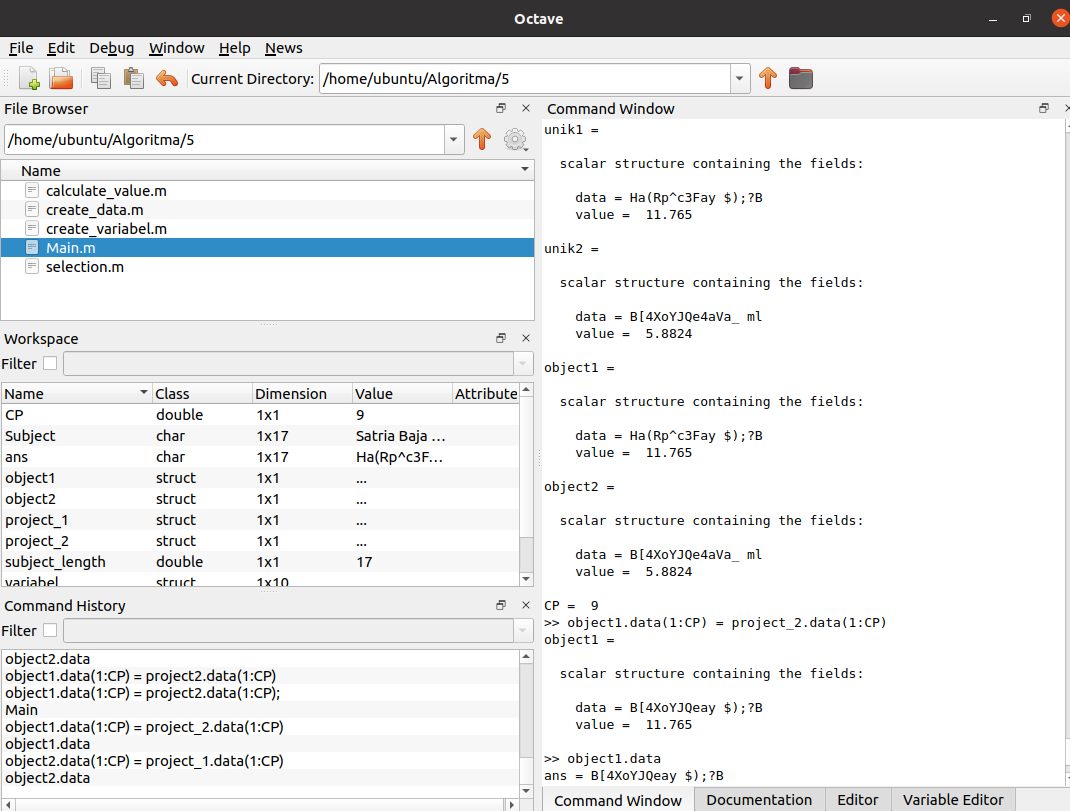 Octave
File Edit Debug Window Help News
Current Directory: /home/ubuntu/Algoritma/5
File Browser
/home/ubuntu/Algoritma/5
Name
calculate_value.m
create_data.m
create_variabel.m
Main.m
selection.m
Workspace
Filter
Name Class Dimension Value Attribute
CP double 1x1 9
Subject char 1x17 Satria Baja ...
ans char 1x17 Ha(Rp^c3F...
object1 struct 1x1 ...
object2 struct 1x1 ...
project_1 struct 1x1 ...
project_2 struct 1x1 ...
subject_length double 1x1 17
variabel struct 1x10
Command History
Filter
object2.data
object1.data(1:CP) = project2.data(1:CP)
object1.data(1:CP) = project2.data(1:CP);
Main
object1.data(1:CP) = project_2.data(1:CP)
object1.data
object2.data(1:CP) = project_1.data(1:CP)
object2.data
Command Window
unik1 =
scalar structure containing the fields:
data = Ha(Rp^c3Fay $);?B
value =  11.765
unik2 =
scalar structure containing the fields:
data = B[4XoYJQe4aVa_ ml
value =  5.8824
object1 =
scalar structure containing the fields:
data = Ha(Rp^c3Fay $);?B
value =  11.765
object2 =
scalar structure containing the fields:
data = B[4XoYJQe4aVa_ ml
value =  5.8824
CP =  9
>> object1.data(1:CP) = project_2.data(1:CP)
object1 =
scalar structure containing the fields:
data = B[4XoYJQeay $);?B
value =  11.765
>> object1.data
ans = B[4XoYJQeay $);?B
Command Window Documentation Editor Variable Editor